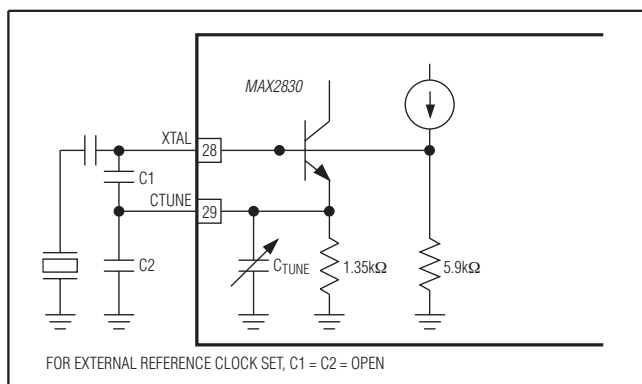 MAX2830
XTAL
28
C1
CTUNE
29
C2
CTUNE
1.35kΩ
5.9kΩ
FOR EXTERNAL REFERENCE CLOCK SET, C1 = C2 = OPEN